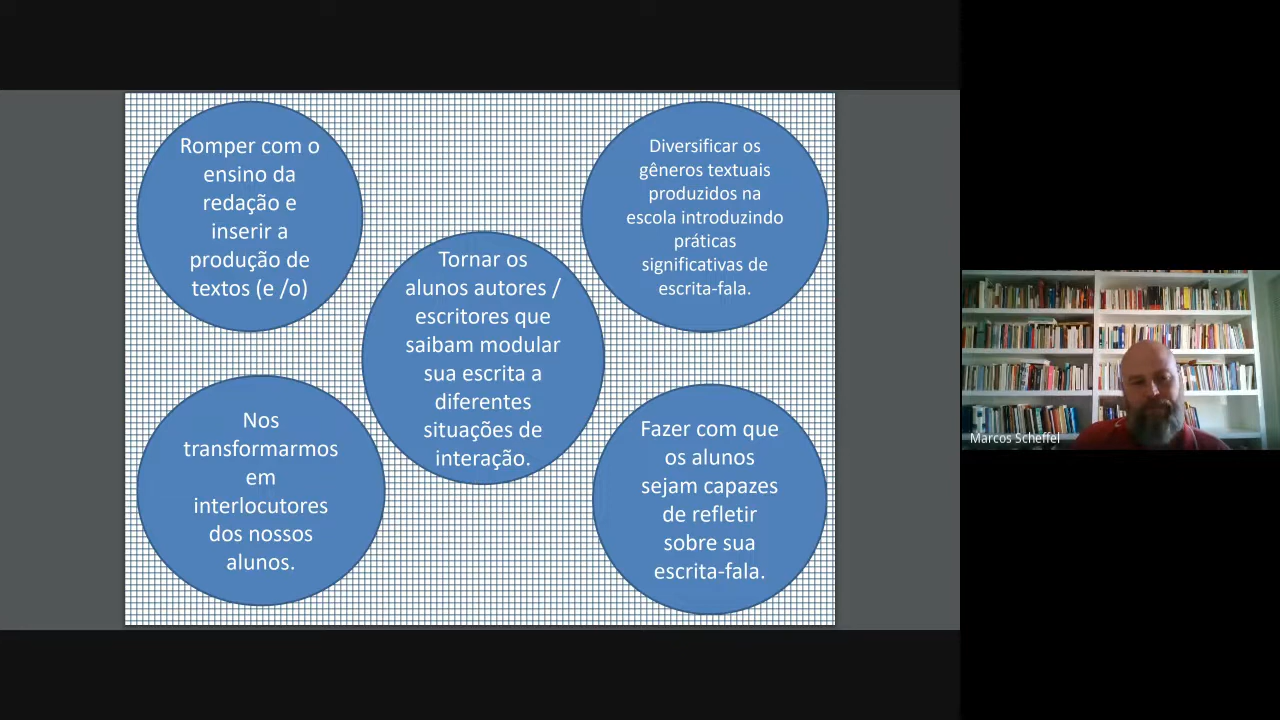 Romper com o
ensino da
redação e
inserir a
produção de
textos (e /o)
Diversificar os
gêneros textuais
produzidos na
escola introduzindo
práticas
significativas de
escrita-fala.
Tornar os
alunos autores /
escritores que
saibam modular
sua escrita a
diferentes
situações de
interação.
Nos
transformarmos
em
interlocutores
dos nossos
alunos.
Fazer com que
os alunos
sejam capazes
de refletir
sobre sua
escrita-fala.
Marcos Scheffel